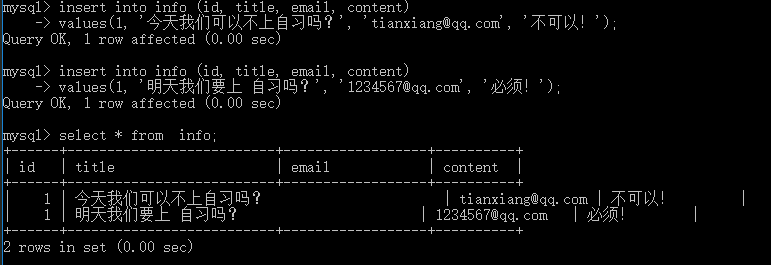 mysql> insert into info (id, title, email, content)
    -> values(1, '今天我们可以不上自习吗？', 'tianxiang@qq.com', '不可以！');
Query OK, 1 row affected (0.00 sec)
mysql> insert into info (id, title, email, content)
    -> values(1, '明天我们要上 自习吗？', '1234567@qq.com', '必须！');
Query OK, 1 row affected (0.00 sec)
mysql> select * from  info;
+------+--------------------------+------------------+-----------+
| id   | title                    | email            | content   |
+------+--------------------------+------------------+-----------+
|    1 | 今天我们可以不上自习吗？ | tianxiang@qq.com | 不可以！ |
|    1 | 明天我们要上 自习吗？ | 1234567@qq.com   | 必须！ |
+------+--------------------------+------------------+-----------+
2 rows in set (0.00 sec)